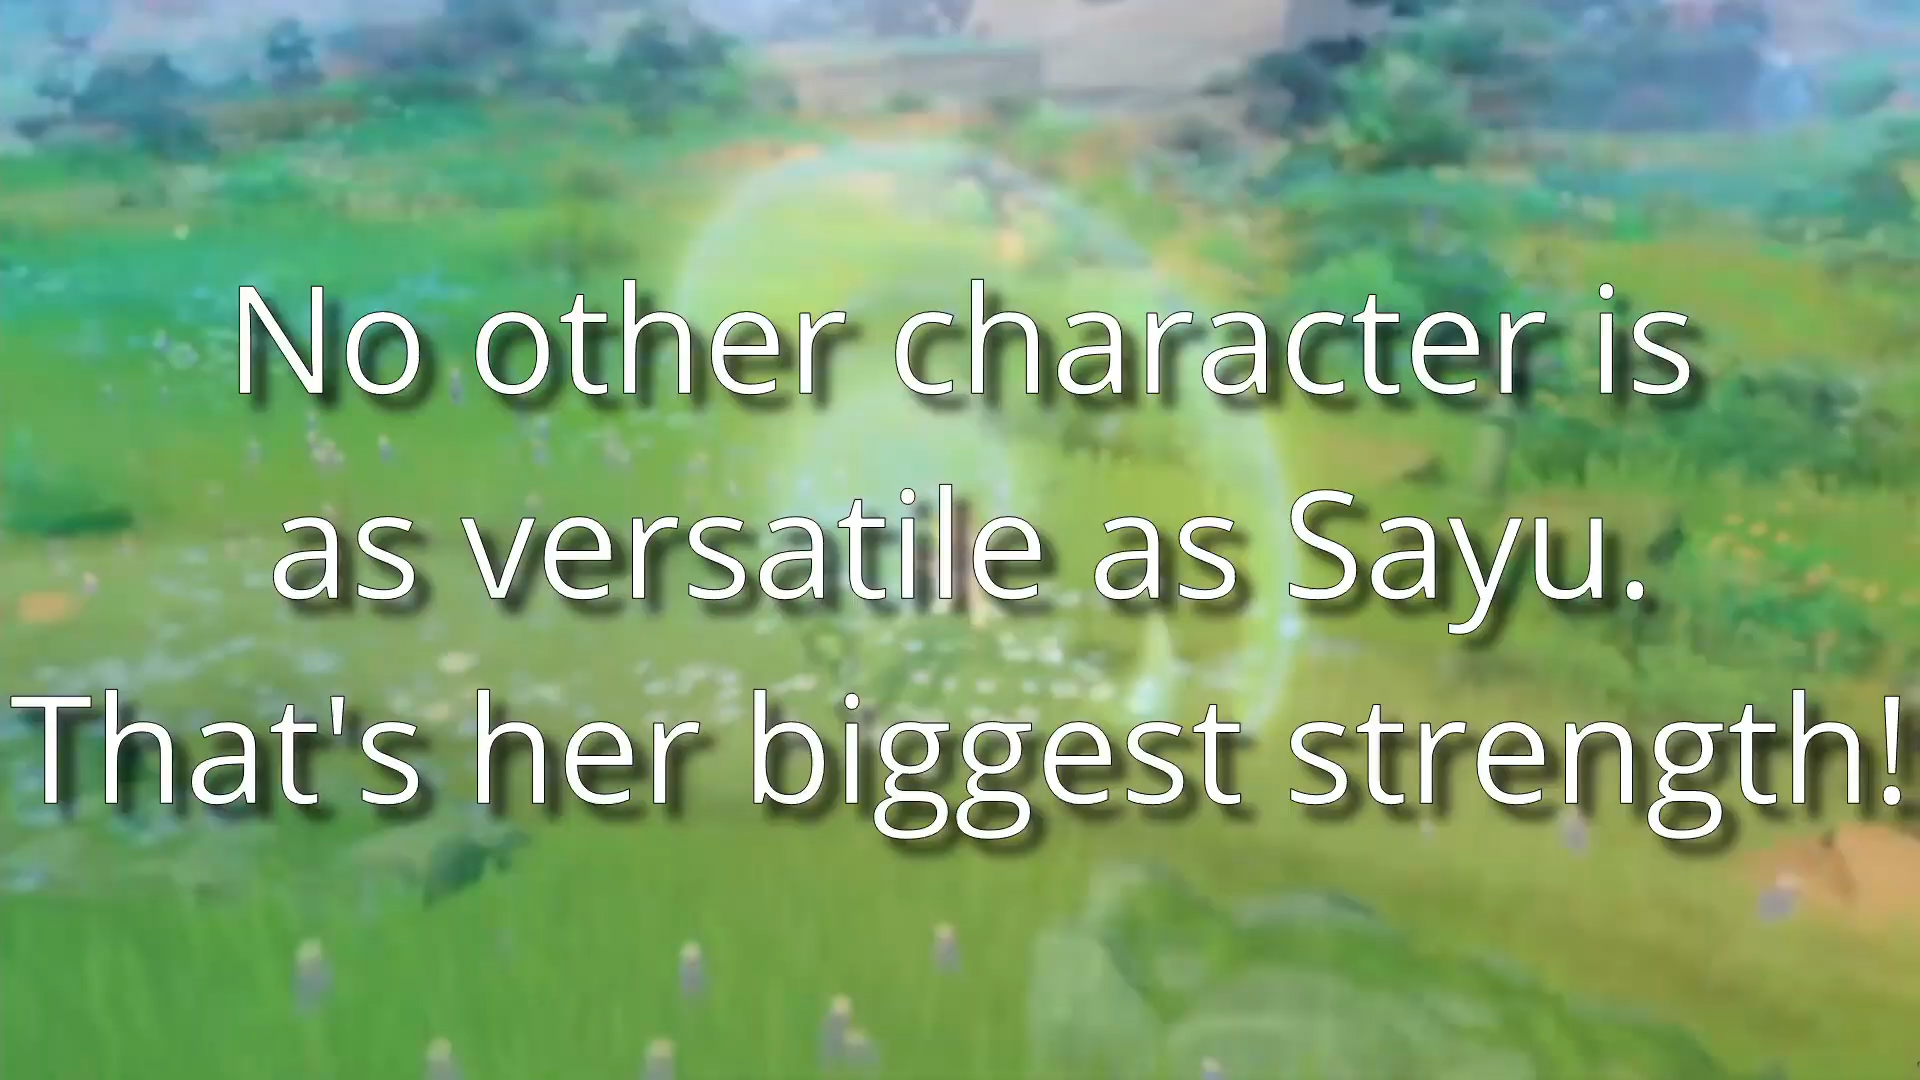 No other character is
as versatile as Sayu.
That's her biggest strength!